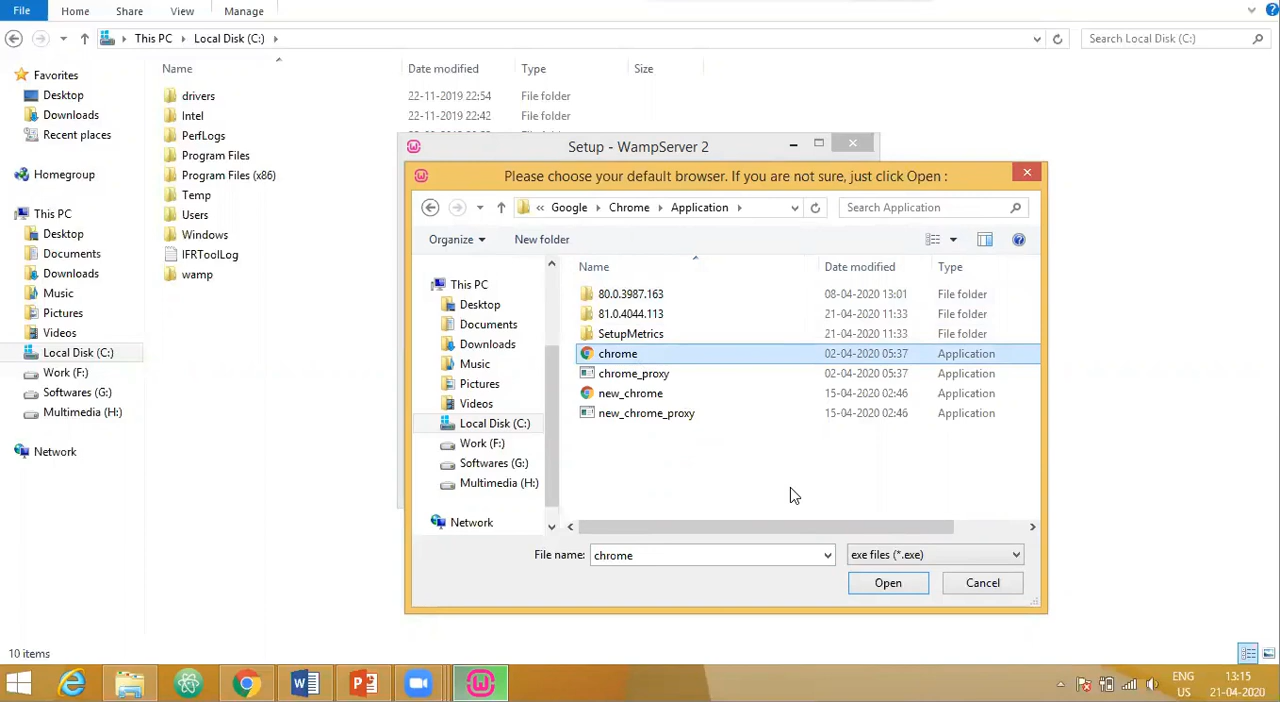 File Home Share View Manage
This PC Local Disk (C:) Search Local Disk (C:)
Name Date modified Type Size
Favorites
Desktop
Downloads
Recent places
Homegroup
This PC
Desktop
Documents
Downloads
Music
Pictures
Videos
Local Disk (C:)
Work (F:)
Softwares (G:)
Multimedia (H:)
Network
drivers 22-11-2019 22:54 File folder
Intel 22-11-2019 22:42 File folder
PerfLogs
Program Files
Program Files (x86)
Temp
Users
Windows
IFRToolLog
wamp
Setup - WampServer 2
Please choose your default browser. If you are not sure, just click Open :
« Google Chrome Application Search Application
Organize New folder
This PC
Desktop
Documents
Downloads
Music
Pictures
Videos
Local Disk (C:)
Work (F:)
Softwares (G:)
Multimedia (H:)
Network
Name Date modified Type
80.0.3987.163 08-04-2020 13:01 File folder
81.0.4044.113 21-04-2020 11:33 File folder
SetupMetrics 21-04-2020 11:33 File folder
chrome 02-04-2020 05:37 Application
chrome_proxy 02-04-2020 05:37 Application
new_chrome 15-04-2020 02:46 Application
new_chrome_proxy 15-04-2020 02:46 Application
File name: chrome exe files (*.exe)
Open Cancel
10 items
ENG 13:15
US 21-04-2020